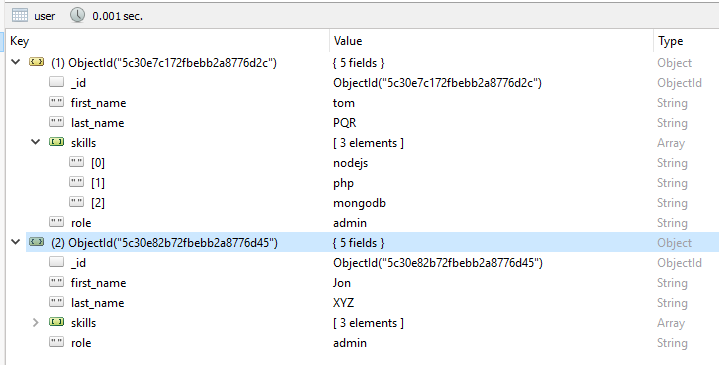 user 0.001 sec.
Key Value Type
(1) ObjectId("5c30e7c172fbebb2a8776d2c") { 5 fields } Object
_id ObjectId("5c30e7c172fbebb2a8776d2c") ObjectId
" " first_name tom String
" " last_name PQR String
skills [ 3 elements ] Array
" " [0] nodejs String
" " [1] php String
" " [2] mongodb String
" " role admin String
(2) ObjectId("5c30e82b72fbebb2a8776d45") { 5 fields } Object
_id ObjectId("5c30e82b72fbebb2a8776d45") ObjectId
" " first_name Jon String
" " last_name XYZ String
skills [ 3 elements ] Array
" " role admin String